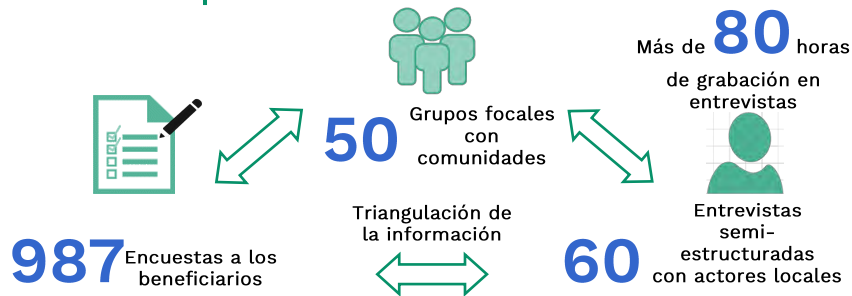 Más de 80 horas
de grabación en
entrevistas
50 Grupos focales
con
comunidades
Triangulación de
la información
987 Encuestas a los
beneficiarios
60 Entrevistas
semi-
estructuradas
con actores locales